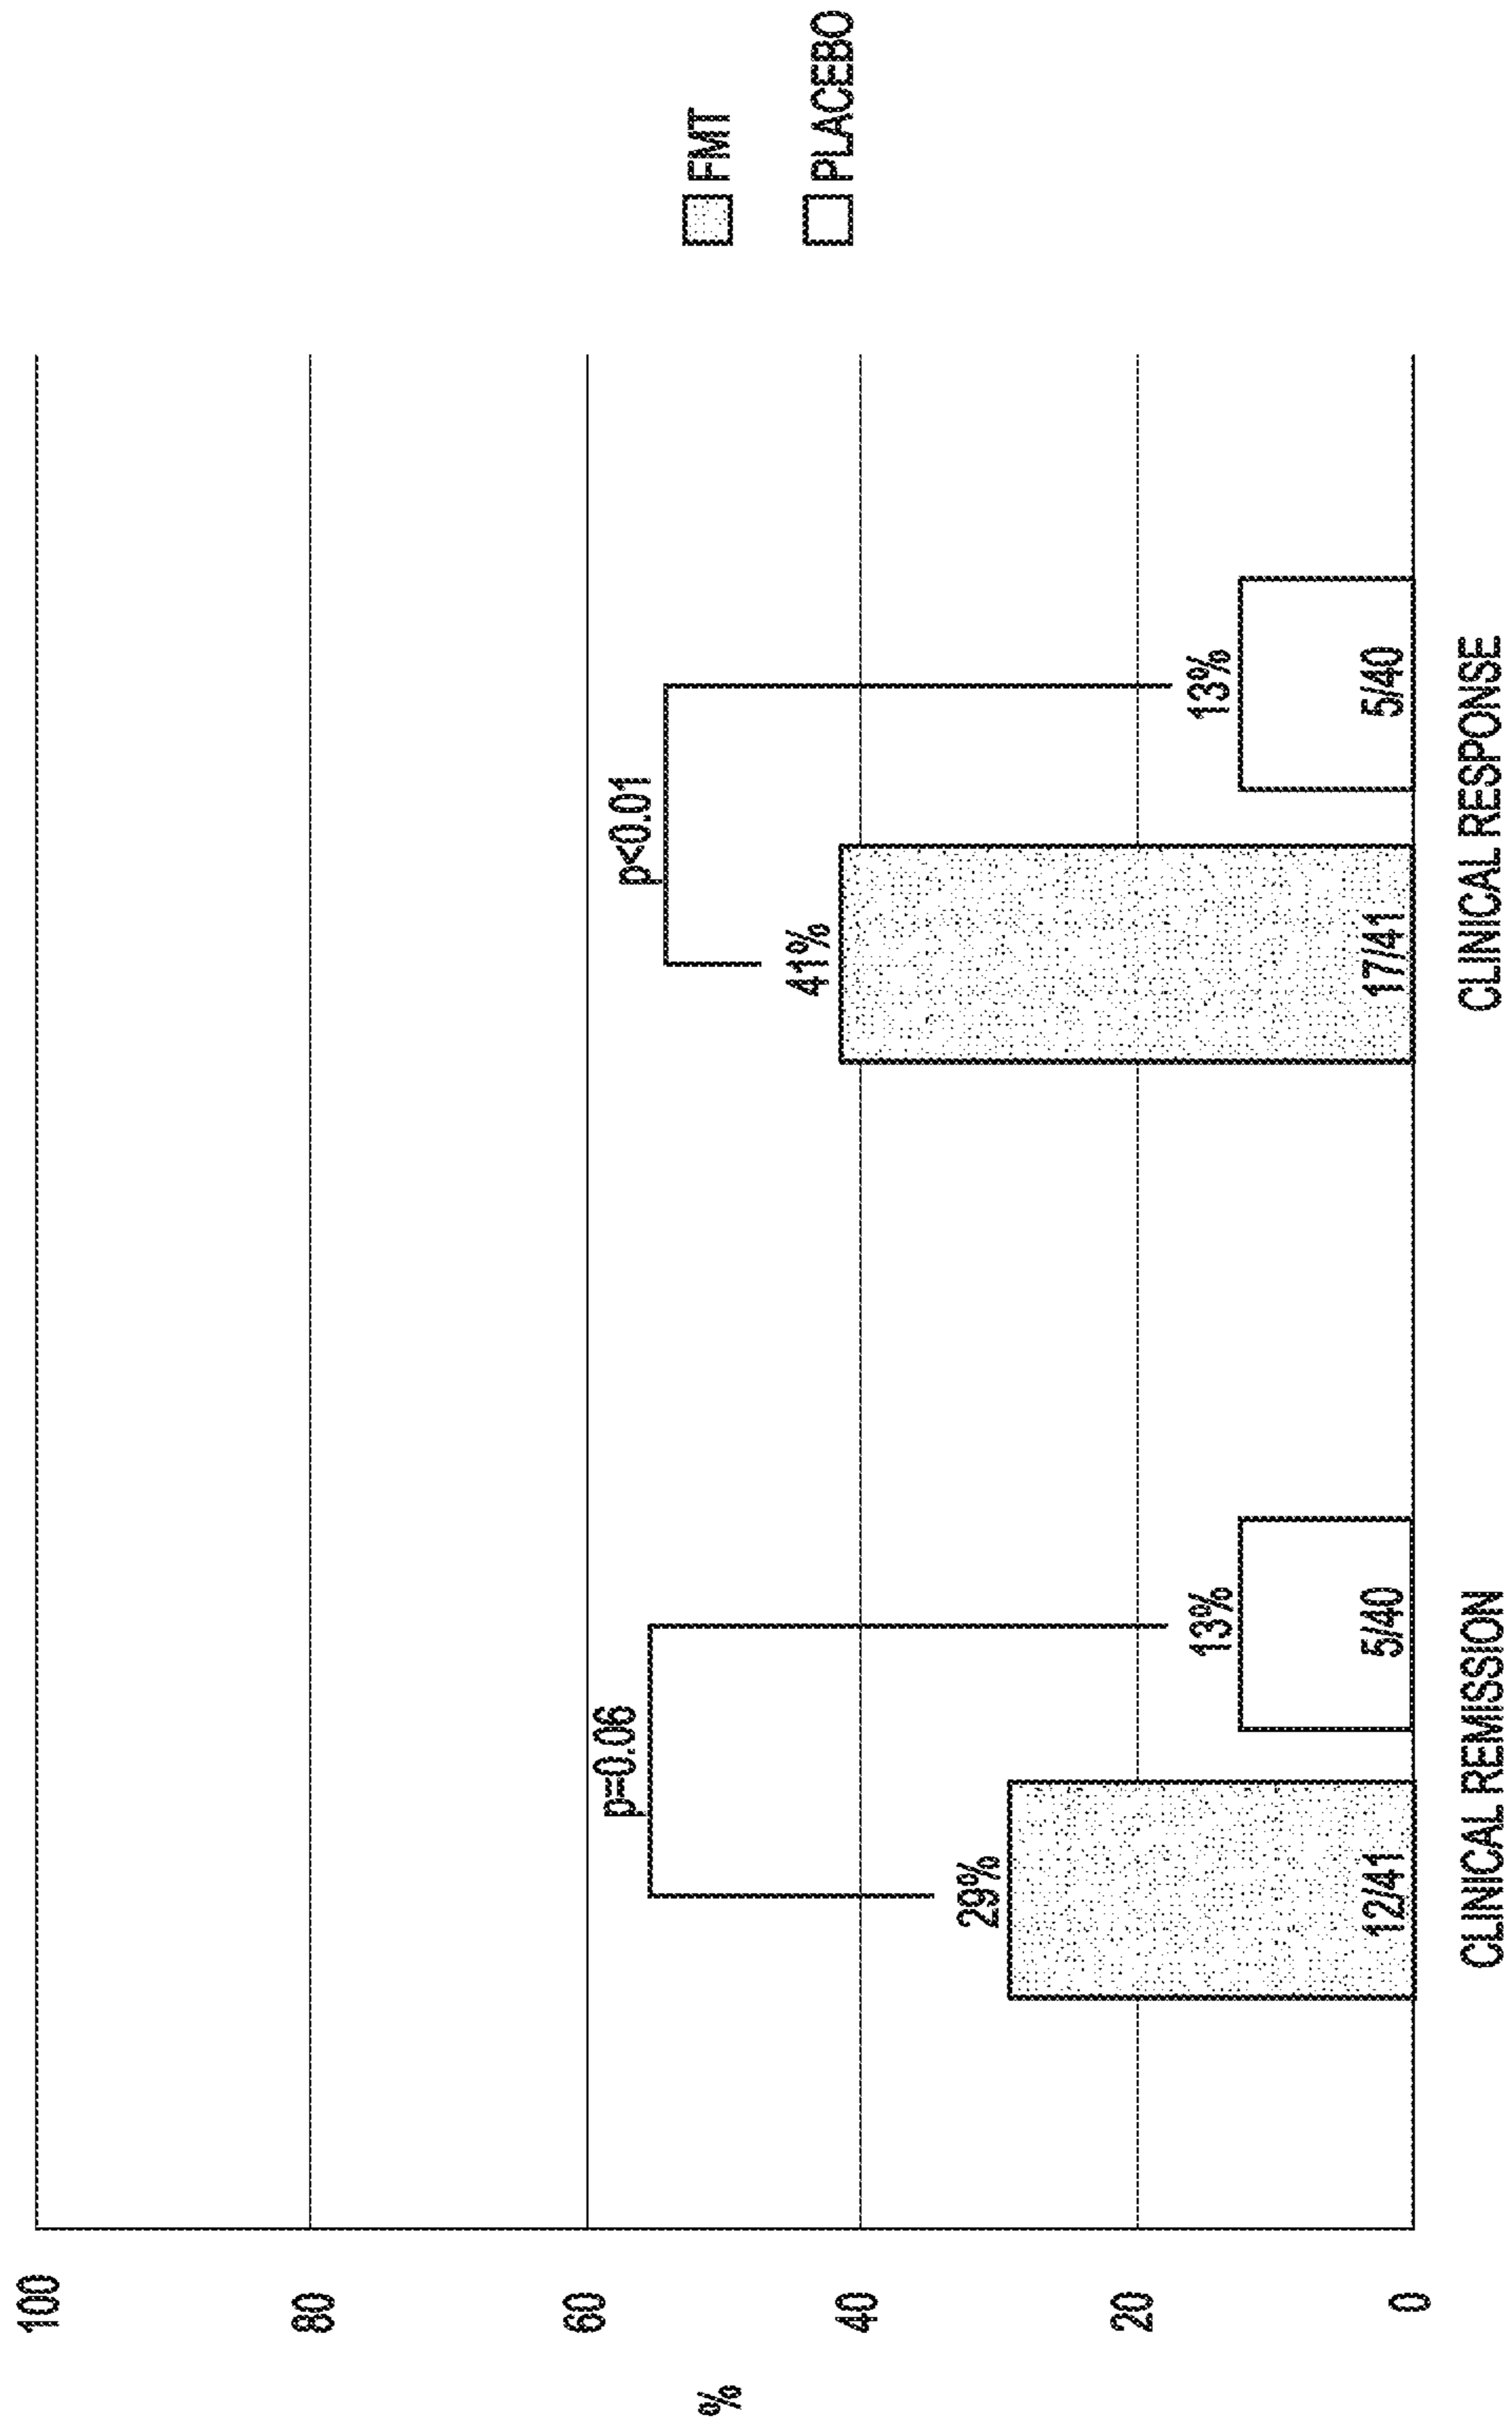 100
80
60
40
20
0
%
p=0.06
29%
13%
12/41
5/40
CLINICAL REMISSION
p<0.01
41%
13%
17/41
5/40
CLINICAL RESPONSE
FMT
PLACEBO